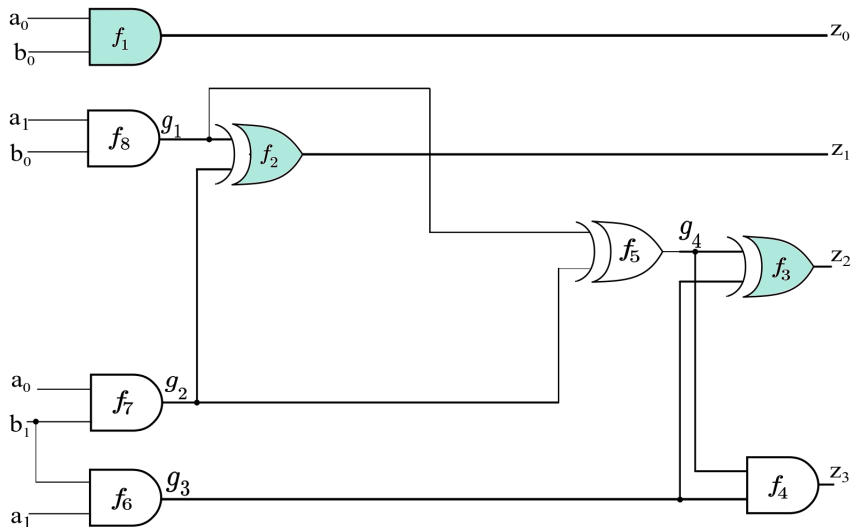 a₀
f₁
z₀
b₀
a₁
g₁
f₈
b₀
f₂
z₁
g₄
f₅
f₃
z₂
a₀
g₂
f₇
b₁
g₃
z₃
f₆
f₄
a₁